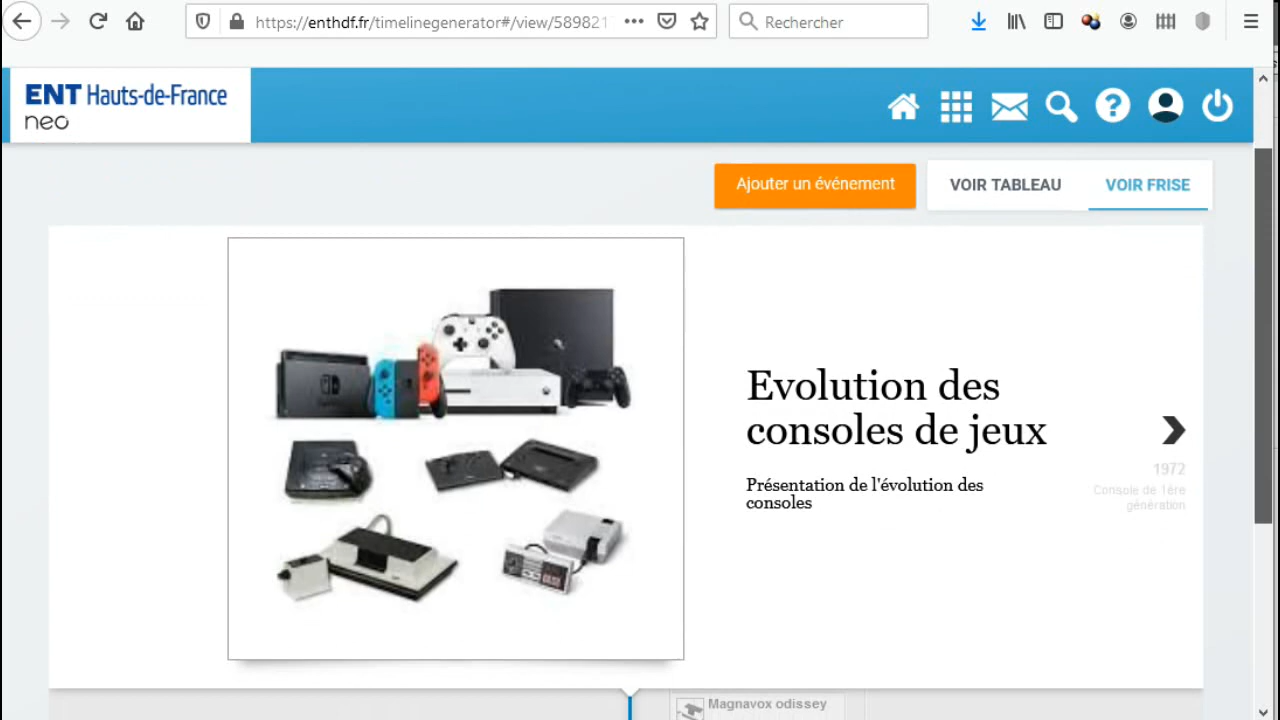 https://enthdf.fr/timelinegenerator#/view/589821
Rechercher
ENT Hauts-de-France
neo
Ajouter un événement
VOIR TABLEAU
VOIR FRISE
Evolution des
consoles de jeux
Présentation de l'évolution des
consoles
1972
Console de 1ère
génération
Magnavox odissey